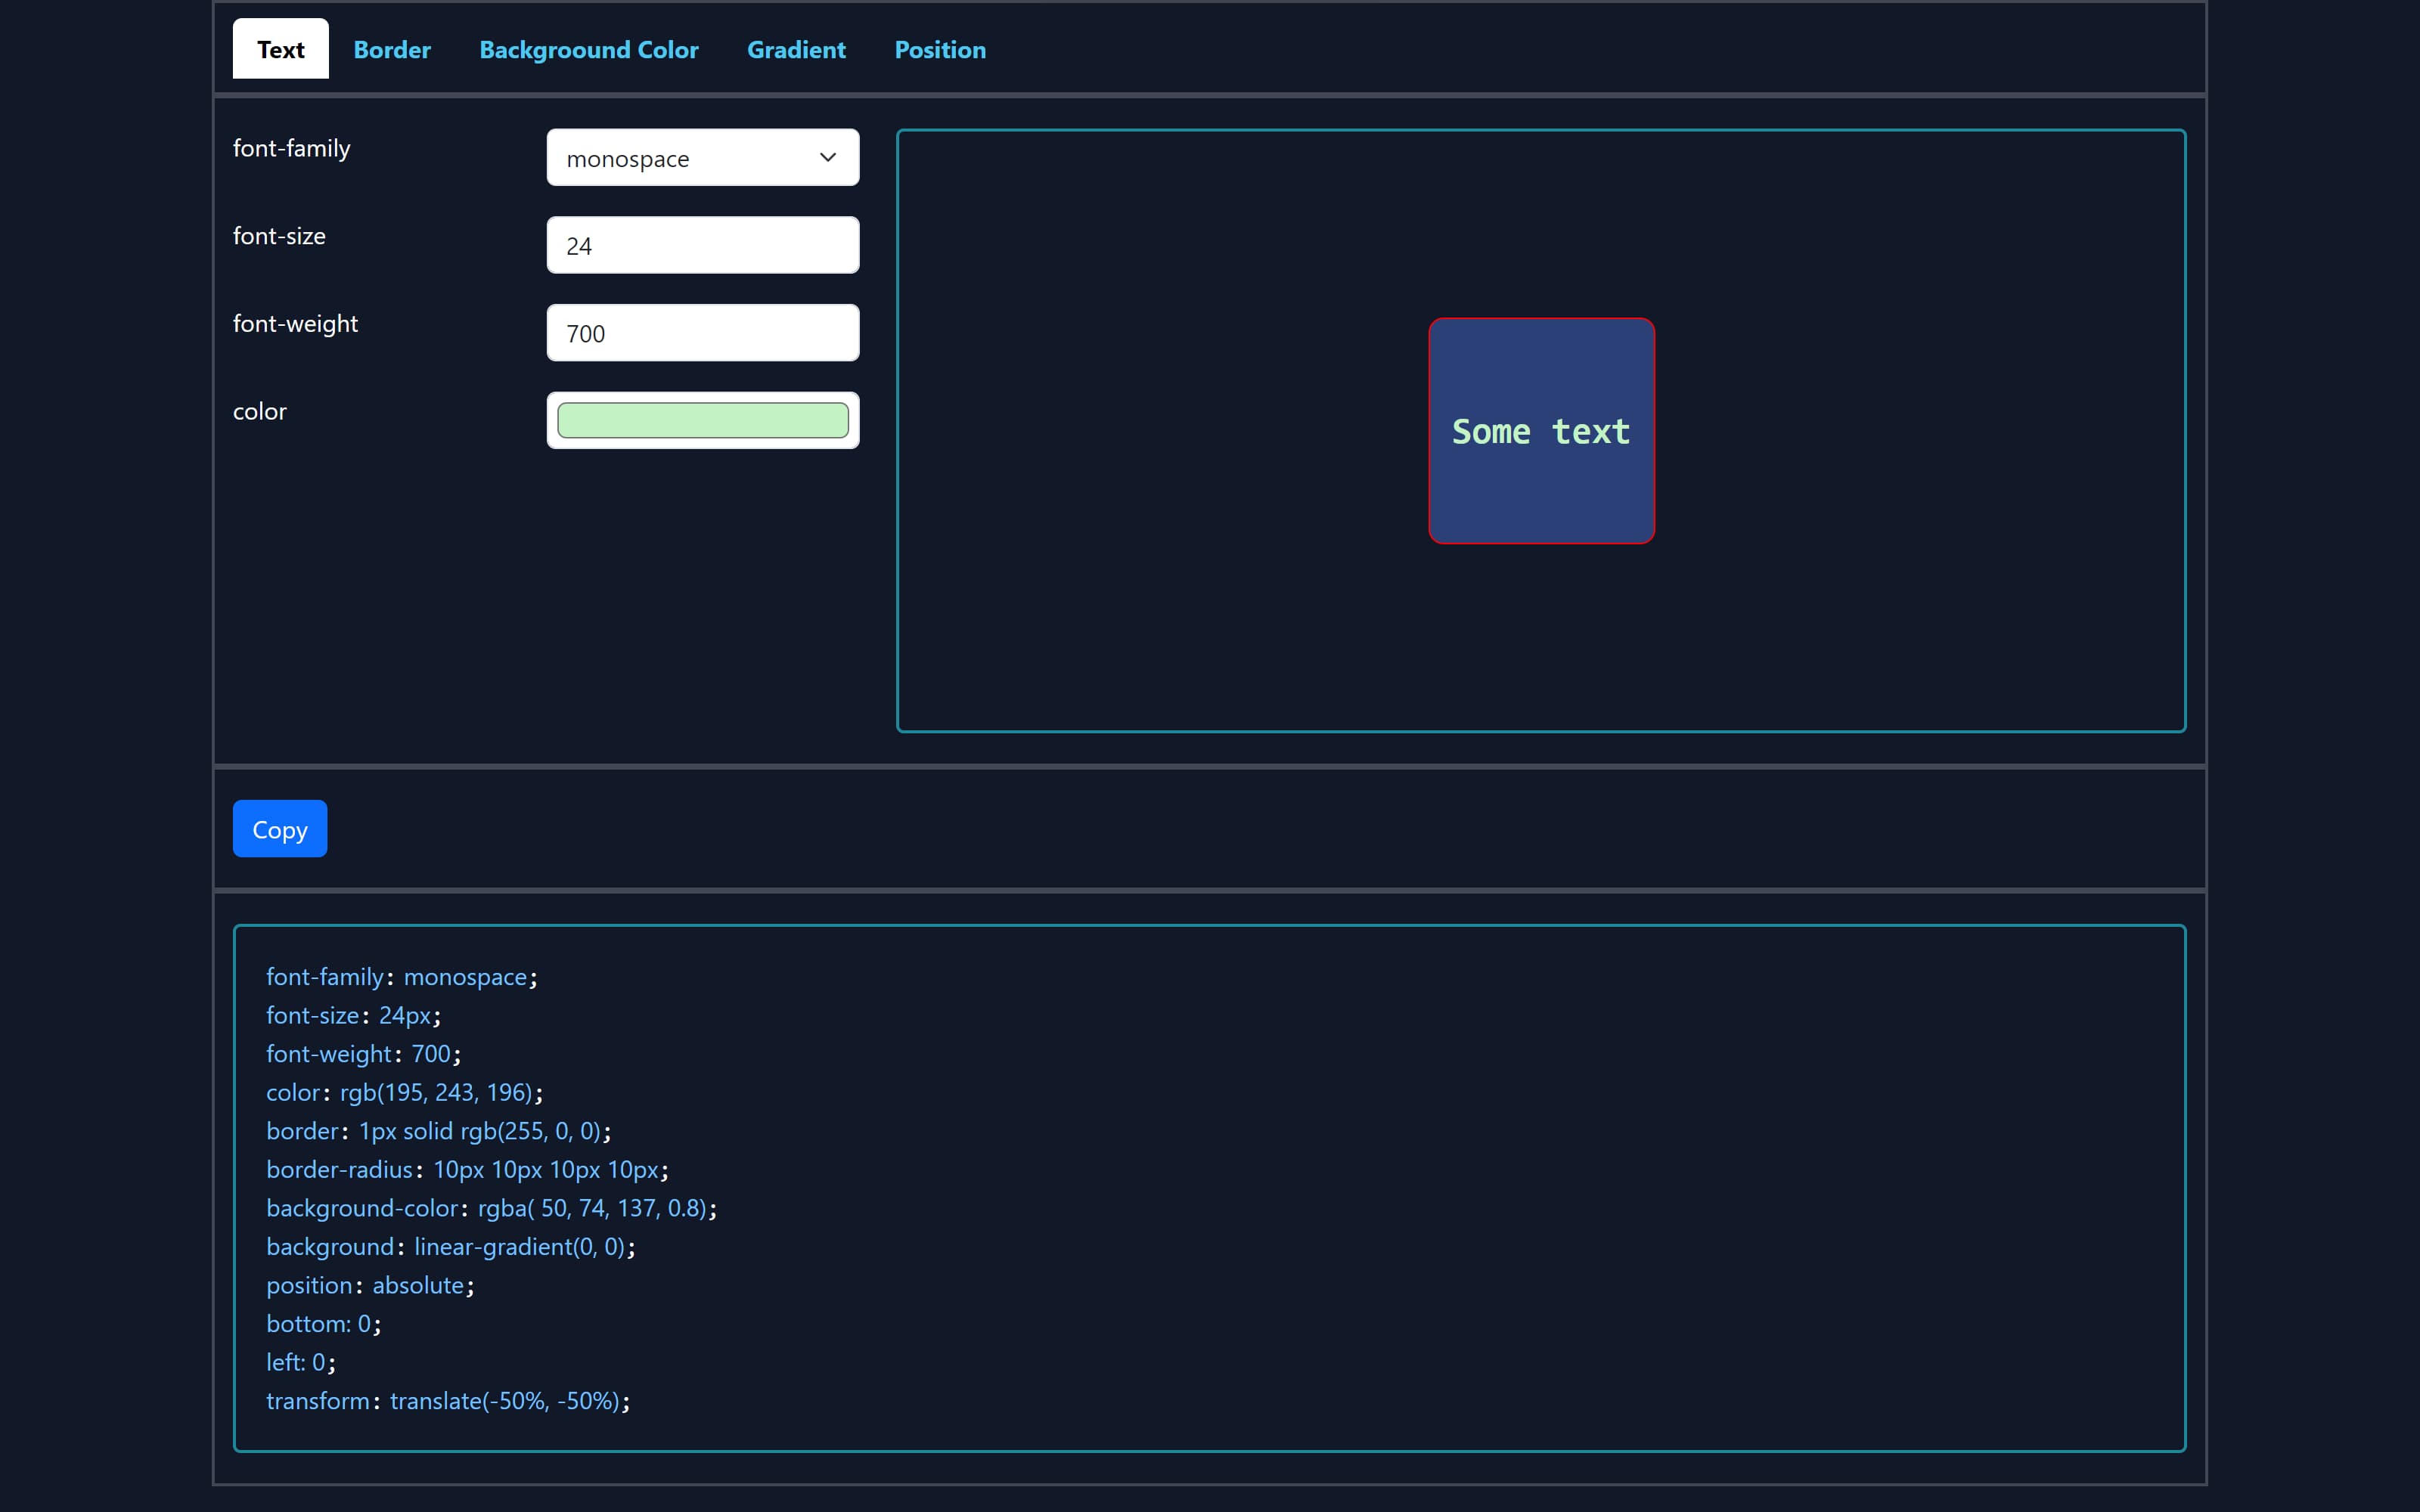 Text Border Backgroound Color Gradient Position
font-family monospace
font-size 24
font-weight 700
color
Some text
Copy
font-family: monospace;
font-size: 24px;
font-weight: 700;
color: rgb(195, 243, 196);
border: 1px solid rgb(255, 0, 0);
border-radius: 10px 10px 10px 10px;
background-color: rgba( 50, 74, 137, 0.8);
background: linear-gradient(0, 0);
position: absolute;
bottom: 0;
left: 0;
transform: translate(-50%, -50%);